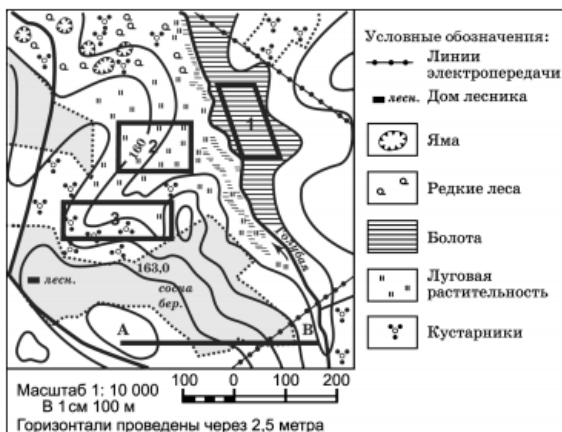 1
160
2
3
Голубая
163,0
сосна
бер.
лесн.
А
В
Масштаб 1: 10 000
В 1см 100 м
100 0 100 200
Горизонтали проведены через 2,5 метра
Условные обозначения:
Линии
электропередачи
лесн. Дом лесника
Яма
Редкие леса
Болота
Луговая
растительность
Кустарники